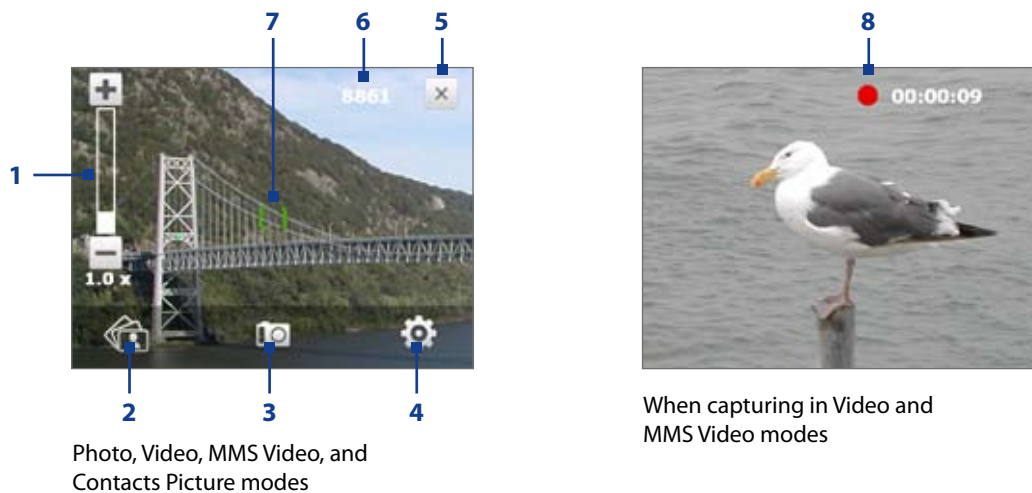 7 6 5
8
8861
×
00:00:09
1
1.0 x
2 3 4
Photo, Video, MMS Video, and
Contacts Picture modes
When capturing in Video and
MMS Video modes